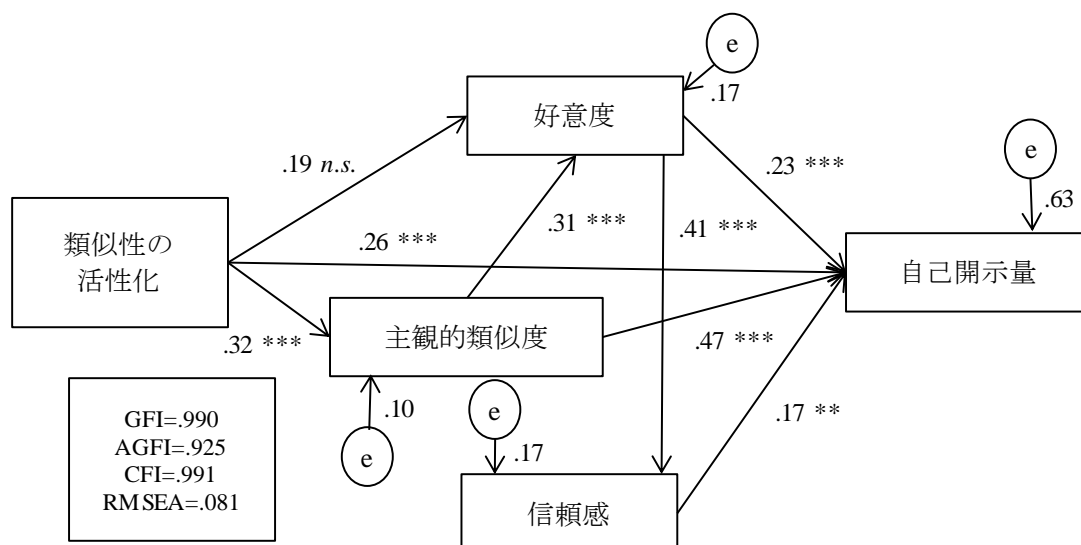 e
.17
好意度
.19 n.s.
.23 ***
e
.63
類似性の
活性化
.31 ***
.41 ***
.26 ***
自己開示量
.32 ***
主観的類似度
.47 ***
GFI=.990
AGFI=.925
CFI=.991
RMSEA=.081
.10
e
e
.17
.17 **
信頼感